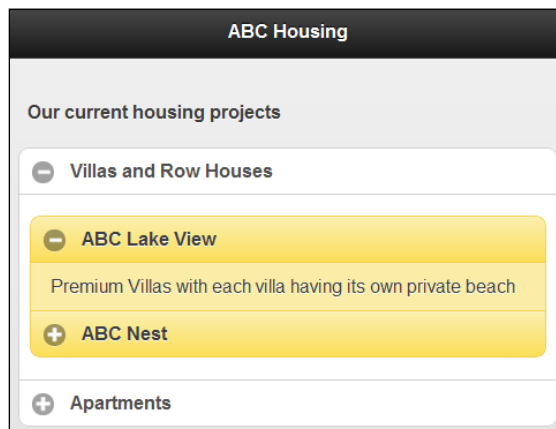 ABC Housing
Our current housing projects
Villas and Row Houses
ABC Lake View
Premium Villas with each villa having its own private beach
ABC Nest
Apartments